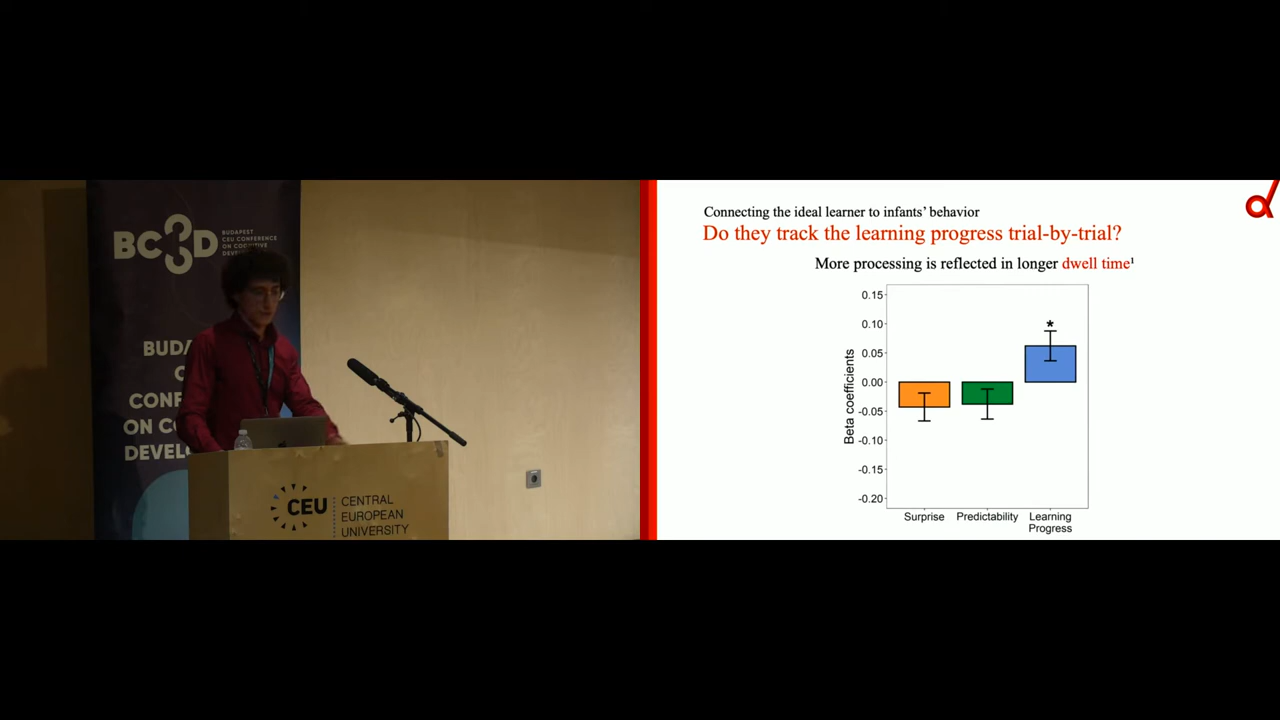 BC3D
BUDAPEST
CEU CONFERENCE
ON COGNITIVE
BUDA
CONF
ON CO
DEVEL
CEU
CENTRAL
EUROPEAN
UNIVERSITY
Connecting the ideal learner to infants' behavior
Do they track the learning progress trial-by-trial?
More processing is reflected in longer dwell time¹
0.15
0.10
0.05
0.00
-0.05
-0.10
-0.15
-0.20
Beta coefficients
*
Surprise Predictability Learning
Progress